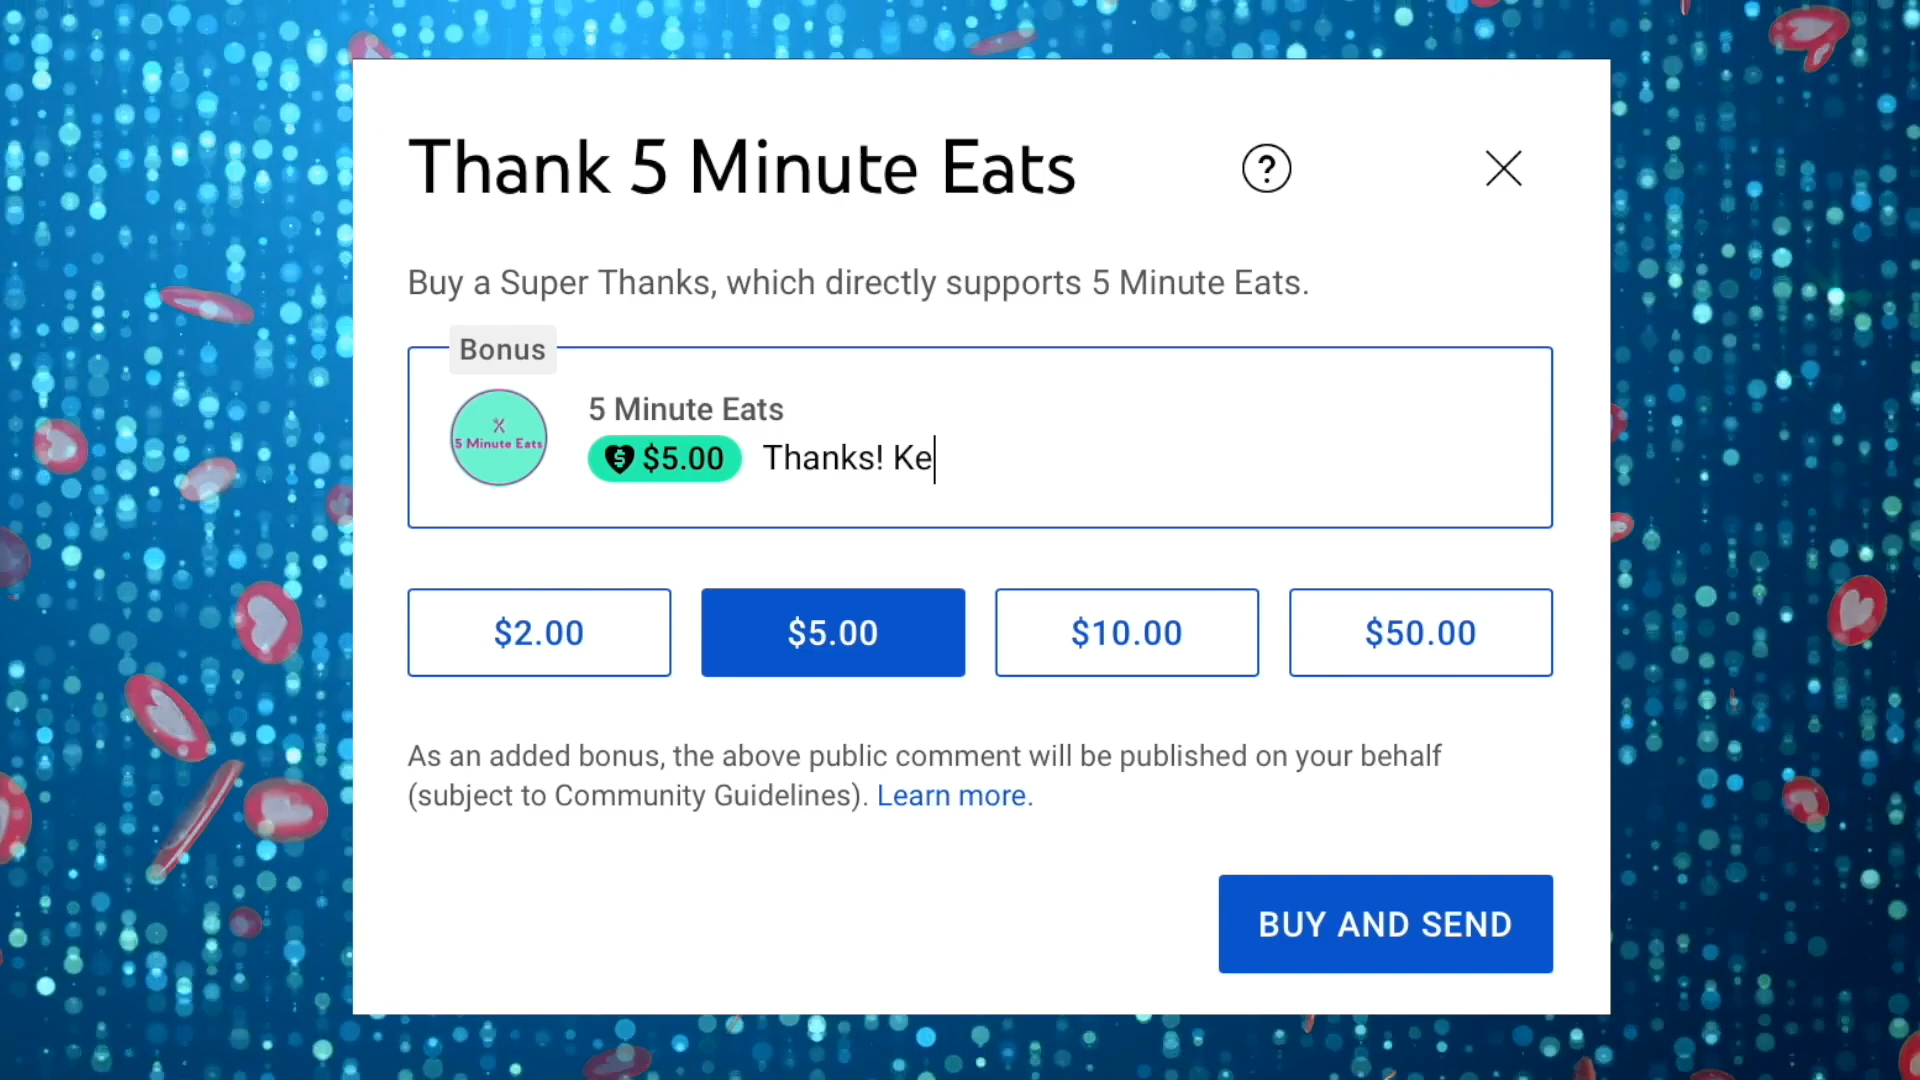 Thank 5 Minute Eats ?
Buy a Super Thanks, which directly supports 5 Minute Eats.
Bonus
5 Minute Eats
5 Minute Eats
$ $5.00 Thanks! Ke
$2.00 $5.00 $10.00 $50.00
As an added bonus, the above public comment will be published on your behalf
(subject to Community Guidelines). Learn more.
BUY AND SEND